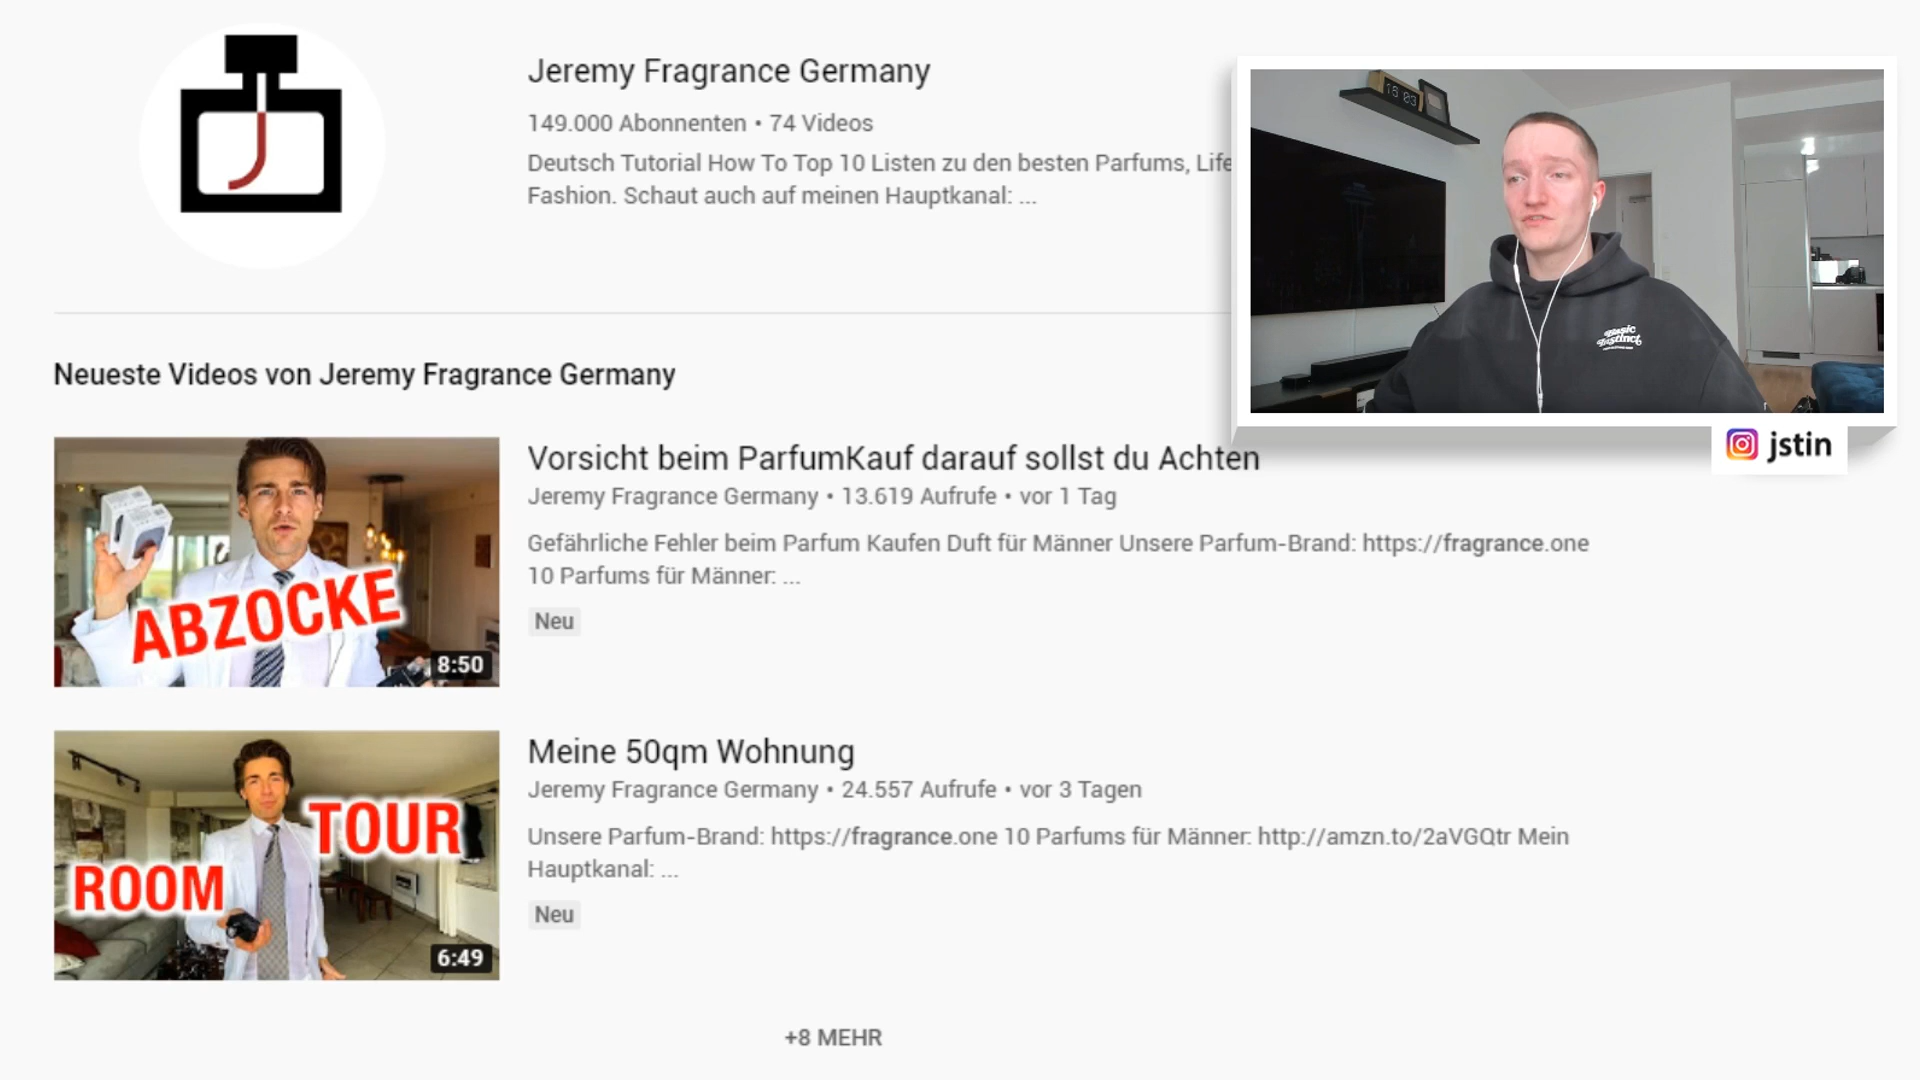 Jeremy Fragrance Germany
149.000 Abonnenten • 74 Videos
Deutsch Tutorial How To Top 10 Listen zu den besten Parfums, Life
Fashion. Schaut auch auf meinen Hauptkanal: ...
16:03
Basic
Instinct
jstin
Neueste Videos von Jeremy Fragrance Germany
ABZOCKE
8:50
Vorsicht beim ParfumKauf darauf sollst du Achten
Jeremy Fragrance Germany • 13.619 Aufrufe • vor 1 Tag
Gefährliche Fehler beim Parfum Kaufen Duft für Männer Unsere Parfum-Brand: https://fragrance.one
10 Parfums für Männer: ...
Neu
ROOM
TOUR
6:49
Meine 50qm Wohnung
Jeremy Fragrance Germany • 24.557 Aufrufe • vor 3 Tagen
Unsere Parfum-Brand: https://fragrance.one 10 Parfums für Männer: http://amzn.to/2aVGQtr Mein
Hauptkanal: ...
Neu
+8 MEHR